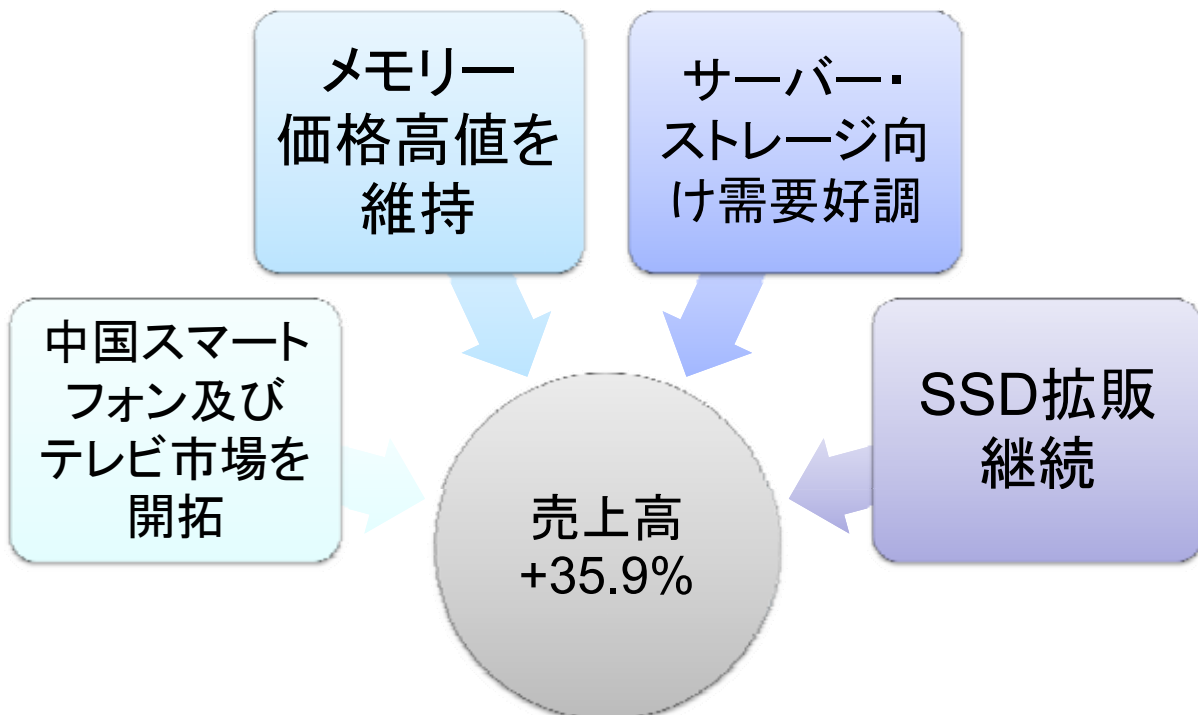 メモリー
価格高値を
維持
サーバー・
ストレージ向
け需要好調
中国スマート
フォン及び
テレビ市場を
開拓
SSD拡販
継続
売上高
+35.9%